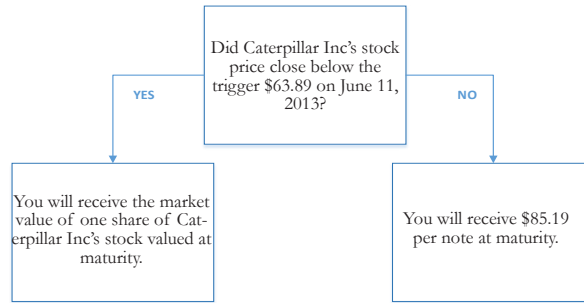 Did Caterpillar Inc's stock
price close below the
trigger $63.89 on June 11,
2013?
YES
NO
You will receive the market
value of one share of Cat-
erpillar Inc's stock valued at
maturity.
You will receive $85.19
per note at maturity.